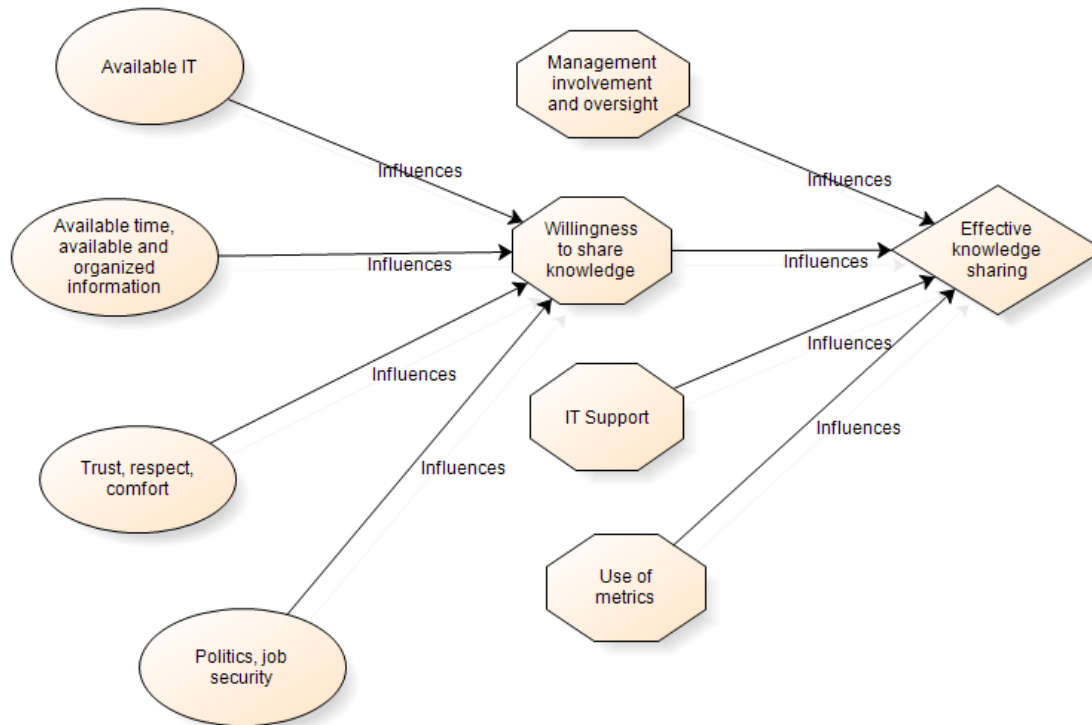 Available IT
Management
involvement
and oversight
Influences
Influences
Available time,
available and
organized
information
Influences
Willingness
to share
knowledge
Influences
Effective
knowledge
sharing
Influences
Influences
IT Support
Influences
Influences
Trust, respect,
comfort
Use of
metrics
Politics, job
security